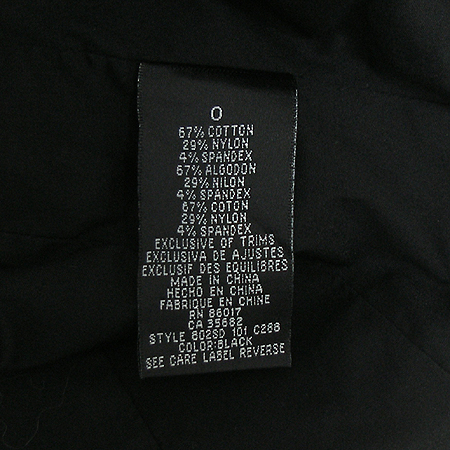 0
67% COTTON
29% NYLON
4% SPANDEX
67% ALGODON
29% NILON
4% SPANDEX
67% COTON
29% NYLON
4% SPANDEX
EXCLUSIVE OF TRIMS
EXCLUSIVA DE AJUSTES
EXCLUSIF DES EQUILIBRES
MADE IN CHINA
HECHO EN CHINA
FABRIQUE EN CHINE
RN 86017
CA 35682
STYLE 802SD 101 C288
COLOR:BLACK
SEE CARE LABEL REVERSE